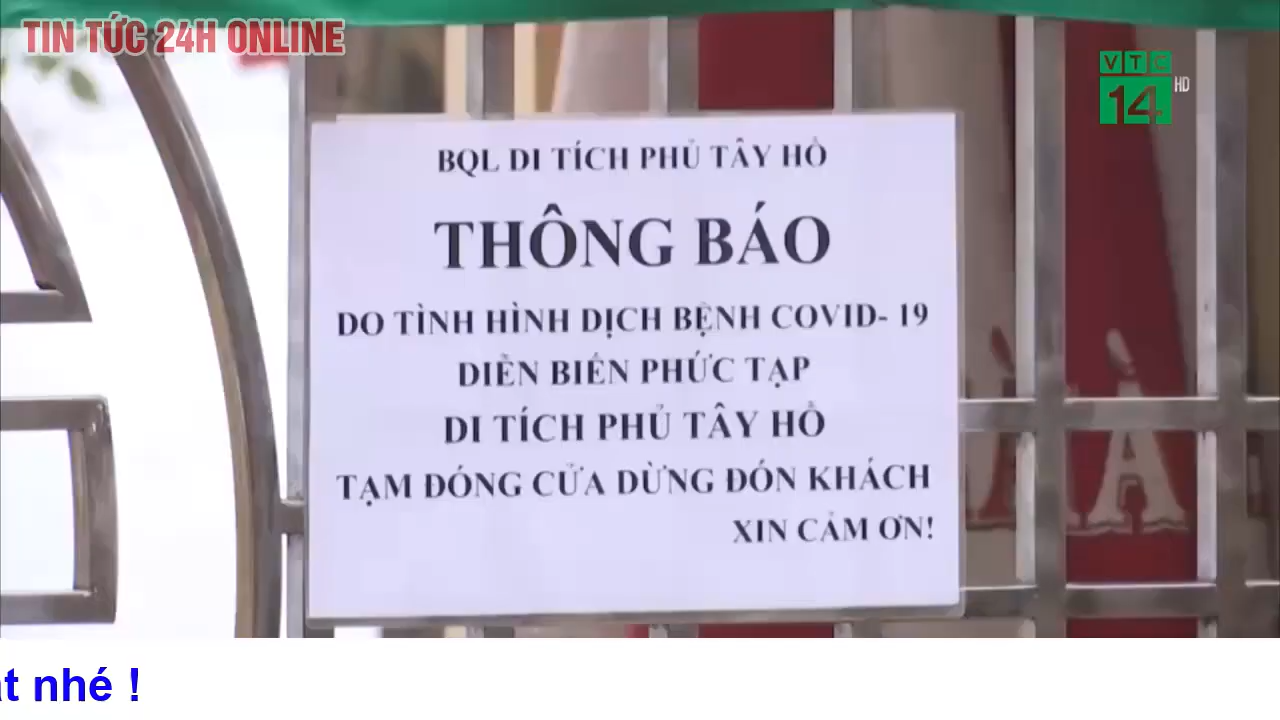 TIN TỨC 24H ONLINE
VTC
14
HD
BQL DI TÍCH PHỦ TÂY HỒ
THÔNG BÁO
DO TÌNH HÌNH DỊCH BỆNH COVID- 19
DIỄN BIẾN PHỨC TẠP
DI TÍCH PHỦ TÂY HỒ
TẠM ĐÓNG CỬA DỪNG ĐÓN KHÁCH
XIN CẢM ƠN!
nhé !